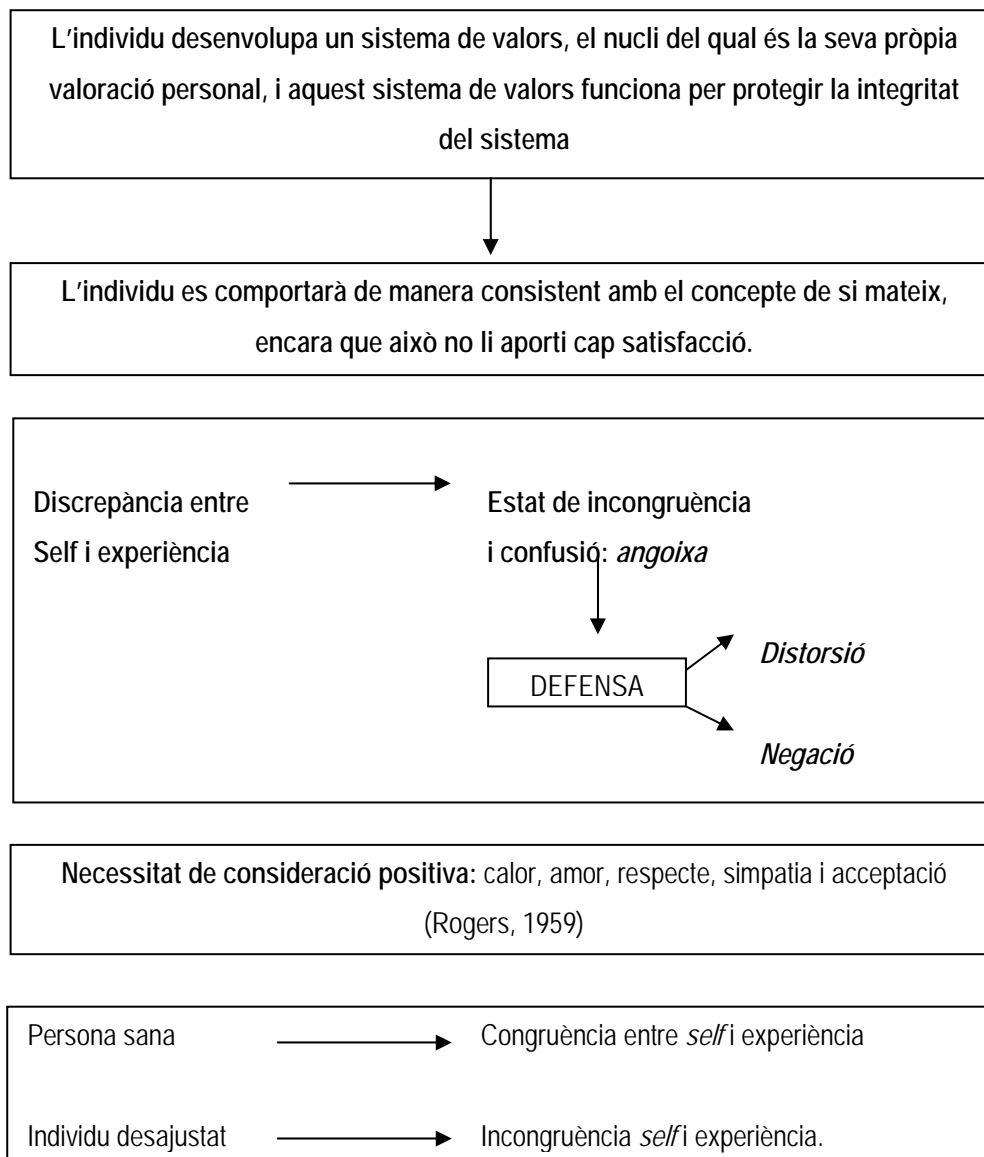 L'individu desenvolupa un sistema de valors, el nucli del qual és la seva pròpia
valoració personal, i aquest sistema de valors funciona per protegir la integritat
del sistema
L'individu es comportarà de manera consistent amb el concepte de si mateix,
encara que això no li aporti cap satisfacció.
Discrepància entre
Self i experiència
Estat de incongruència
i confusió: angoixa
DEFENSA
Distorsió
Negació
Necessitat de consideració positiva: calor, amor, respecte, simpatia i acceptació
(Rogers, 1959)
Persona sana
Congruència entre self i experiència
Individu desajustat
Incongruència self i experiència.